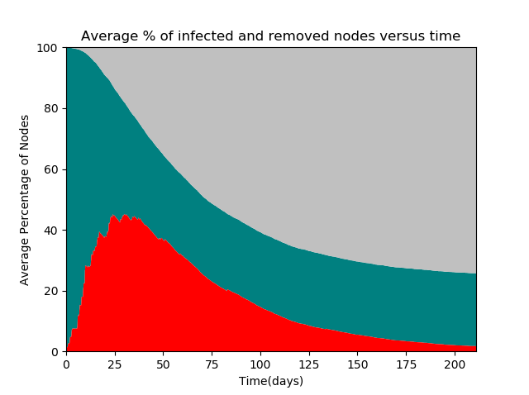 Average % of infected and removed nodes versus time
100
80
60
40
20
0
Average Percentage of Nodes
0 25 50 75 100 125 150 175 200
Time(days)